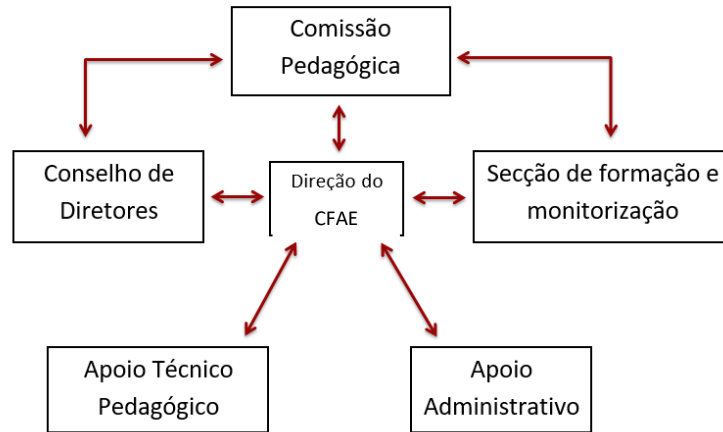 Comissão
Pedagógica
Conselho de
Diretores
Direção do
CFAE
Secção de formação e
monitorização
Apoio Técnico
Pedagógico
Apoio
Administrativo